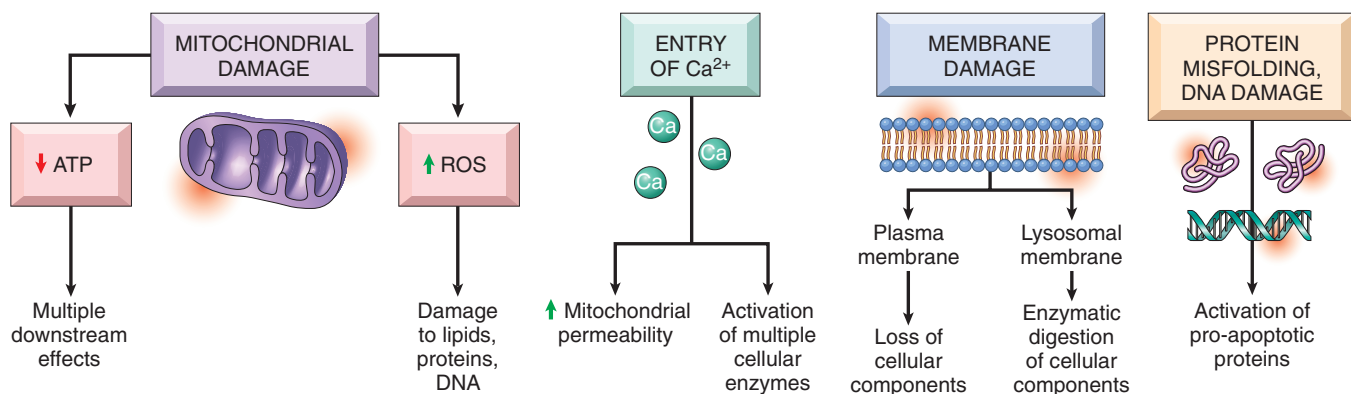 MITOCHONDRIAL
DAMAGE
ATP
ROS
Multiple
downstream
effects
Damage
to lipids,
proteins,
DNA
ENTRY
OF Ca²⁺
Ca
Ca
Ca
Mitochondrial
permeability
Activation
of multiple
cellular
enzymes
MEMBRANE
DAMAGE
Plasma
membrane
Lysosomal
membrane
Loss of
cellular
components
Enzymatic
digestion
of cellular
components
PROTEIN
MISFOLDING,
DNA DAMAGE
Activation of
pro-apoptotic
proteins